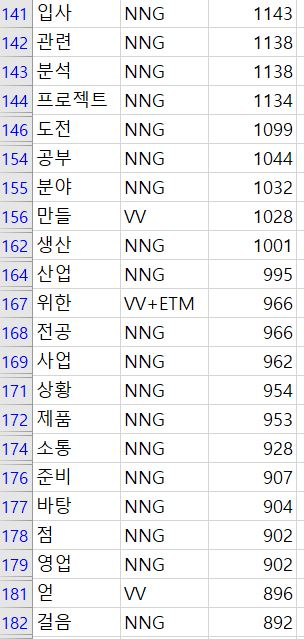 141 입사 NNG 1143
142 관련 NNG 1138
143 분석 NNG 1138
144 프로젝트 NNG 1134
146 도전 NNG 1099
154 공부 NNG 1044
155 분야 NNG 1032
156 만들 VV 1028
162 생산 NNG 1001
164 산업 NNG 995
167 위한 VV+ETM 966
168 전공 NNG 966
169 사업 NNG 962
171 상황 NNG 954
172 제품 NNG 953
174 소통 NNG 928
176 준비 NNG 907
177 바탕 NNG 904
178 점 NNG 902
179 영업 NNG 902
181 얻 VV 896
182 걸음 NNG 892